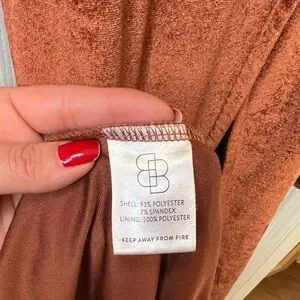 SHELL: 93% POLYESTER
7% SPANDEX
LINING: 100% POLYESTER
KEEP AWAY FROM FIRE